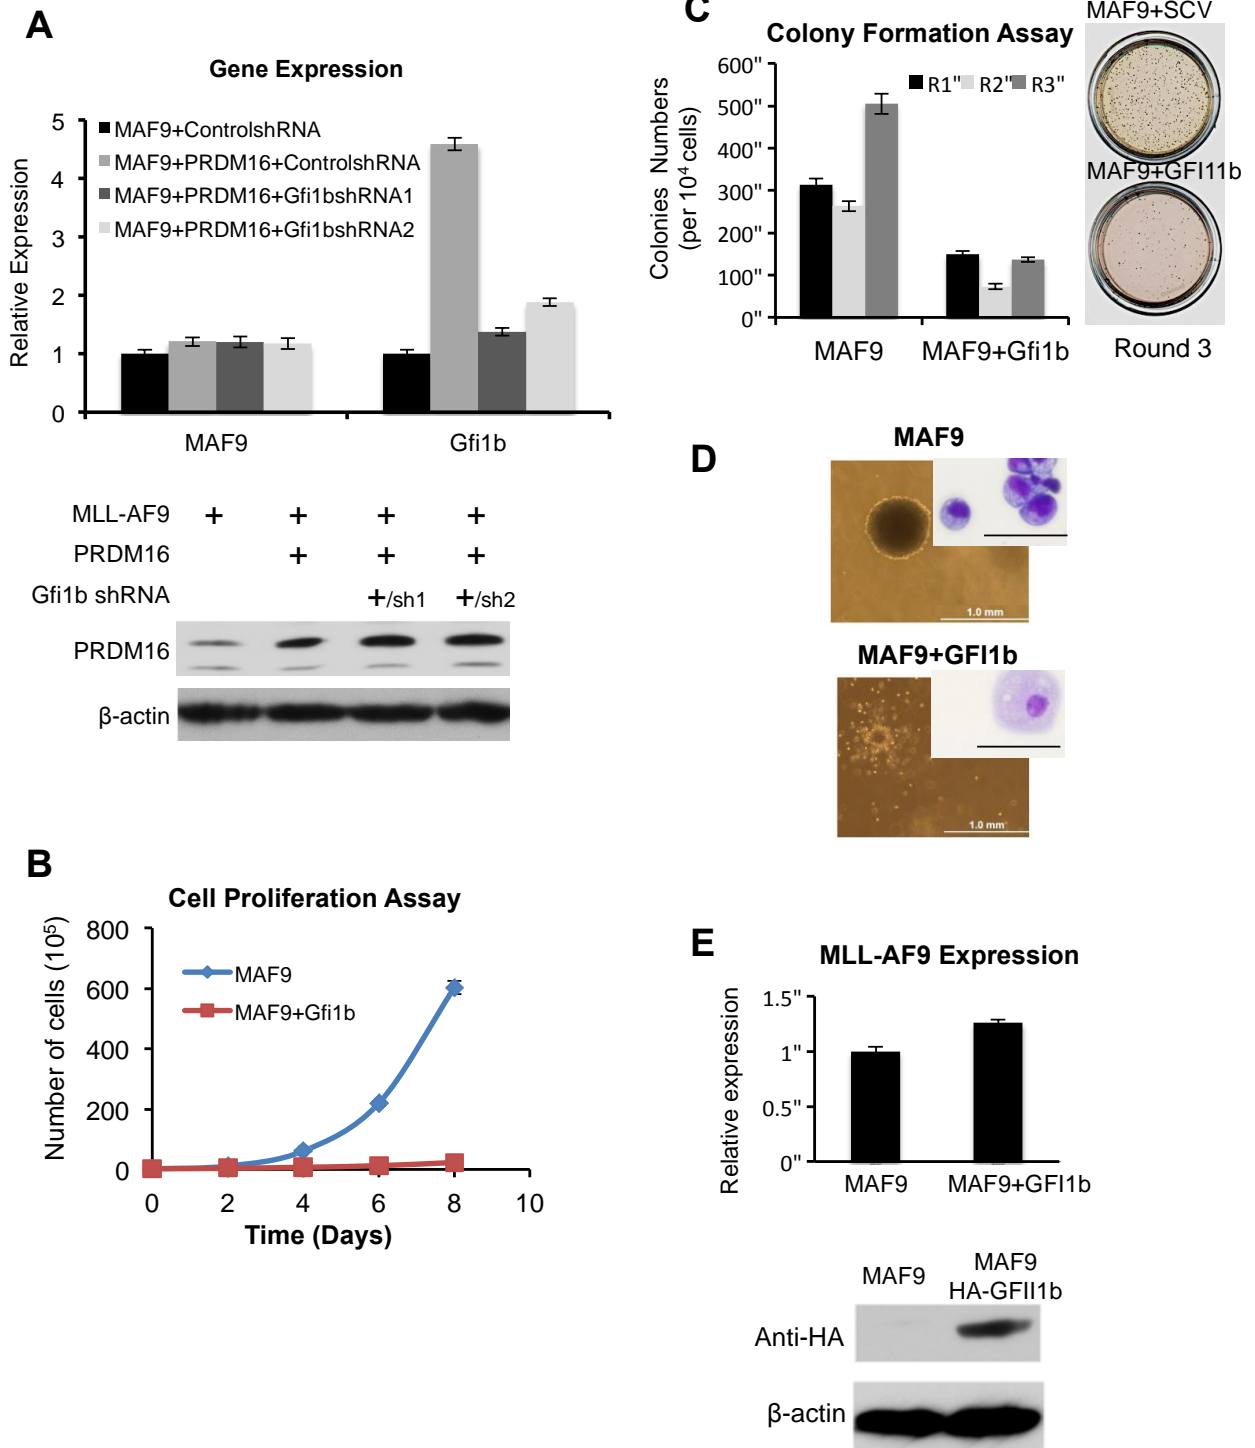 A
Gene Expression
Relative Expression
5
4
3
2
1
0
MAF9+ControlshRNA
MAF9+PRDM16+ControlshRNA
MAF9+PRDM16+Gfi1bshRNA1
MAF9+PRDM16+Gfi1bshRNA2
MAF9 Gfi1b
MLL-AF9 + + + +
PRDM16 + + +
Gfi1b shRNA +/sh1 +/sh2
PRDM16
β-actin
B
Cell Proliferation Assay
Number of cells (10⁵)
800
600
400
200
0
MAF9
MAF9+Gfi1b
0 2 4 6 8 10
Time (Days)
C
Colony Formation Assay
Colonies Numbers
(per 10⁴ cells)
600"
500"
400"
300"
200"
100"
0"
R1" R2" R3"
MAF9 MAF9+Gfi1b
MAF9+SCV
MAF9+GFI11b
Round 3
D
MAF9
1.0 mm
MAF9+GFI1b
1.0 mm
E
MLL-AF9 Expression
Relative expression
1.5"
1"
0.5"
0"
MAF9 MAF9+GFI1b
MAF9 MAF9
HA-GFII1b
Anti-HA
β-actin